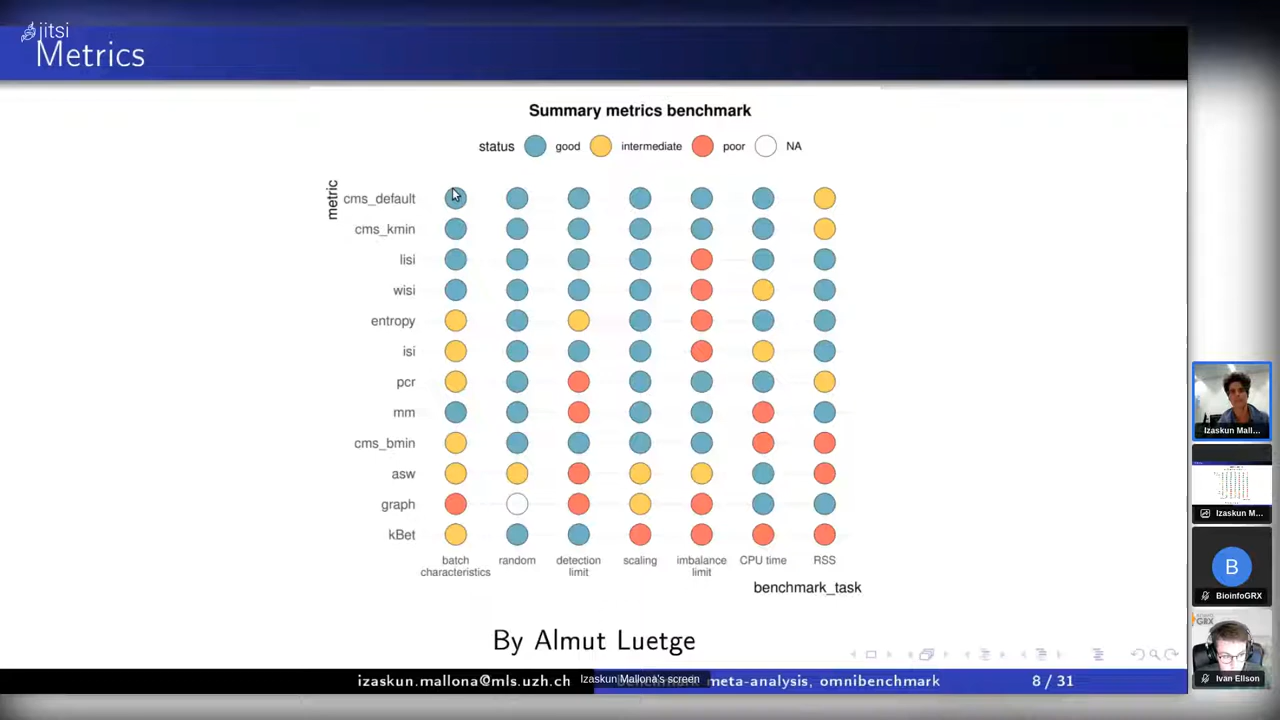 jitsi
Metrics
Summary metrics benchmark
status good intermediate poor NA
metric
cms_default
cms_kmin
lisi
wisi
entropy
isi
pcr
mm
cms_bmin
asw
graph
kBet
batch characteristics
random
detection limit
scaling
imbalance limit
CPU time
RSS
benchmark_task
By Almut Luetge
izaskun.mallona@mls.uzh.ch
Izaskun Mallona's screen
meta-analysis, omnibenchmark
8 / 31
Izaskun Mall...
Izaskun M...
B
BioinfoGRX
GRX
Ivan Ellson